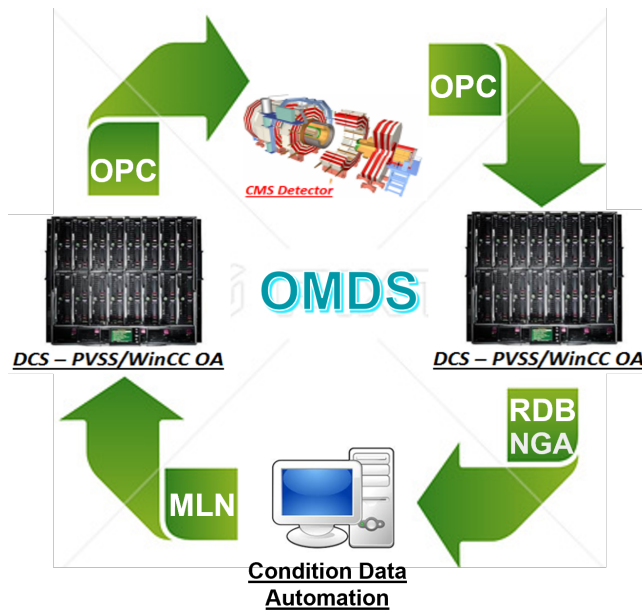 OPC
OPC
CMS Detector
OMDS
DCS – PVSS/WinCC OA
DCS – PVSS/WinCC OA
RDB
NGA
MLN
Condition Data
Automation